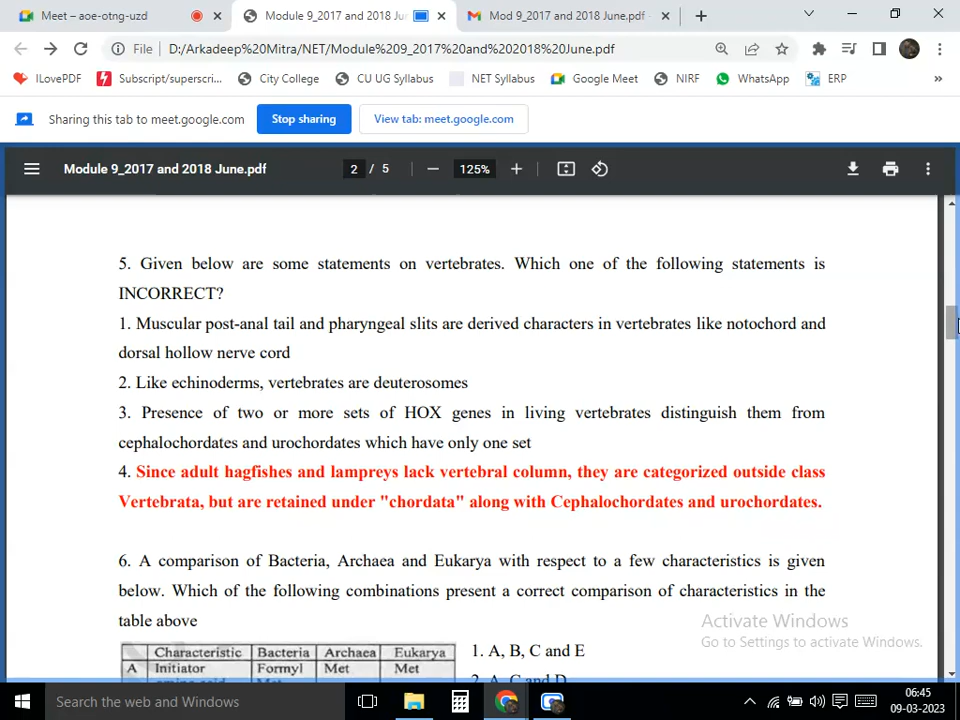 Meet – aoe-otng-uzd
Module 9_2017 and 2018 Ju
Mod 9_2017 and 2018 June.pdf -
File D:/Arkadeep%20Mitra/NET/Module%209_2017%20and%202018%20June.pdf
ILovePDF Subscript/superscri... City College CU UG Syllabus NET Syllabus Google Meet NIRF WhatsApp ERP »
Sharing this tab to meet.google.com Stop sharing View tab: meet.google.com
Module 9_2017 and 2018 June.pdf 2 / 5 125%
5. Given below are some statements on vertebrates. Which one of the following statements is
INCORRECT?
1. Muscular post-anal tail and pharyngeal slits are derived characters in vertebrates like notochord and
dorsal hollow nerve cord
2. Like echinoderms, vertebrates are deuterosomes
3. Presence of two or more sets of HOX genes in living vertebrates distinguish them from
cephalochordates and urochordates which have only one set
4. Since adult hagfishes and lampreys lack vertebral column, they are categorized outside class
Vertebrata, but are retained under "chordata" along with Cephalochordates and urochordates.
6. A comparison of Bacteria, Archaea and Eukarya with respect to a few characteristics is given
below. Which of the following combinations present a correct comparison of characteristics in the
table above
Characteristic Bacteria Archaea Eukarya
A Initiator Formyl Met Met
1. A, B, C and E
2. A, C and D
Activate Windows
Go to Settings to activate Windows.
Search the web and Windows
06:45
09-03-2023